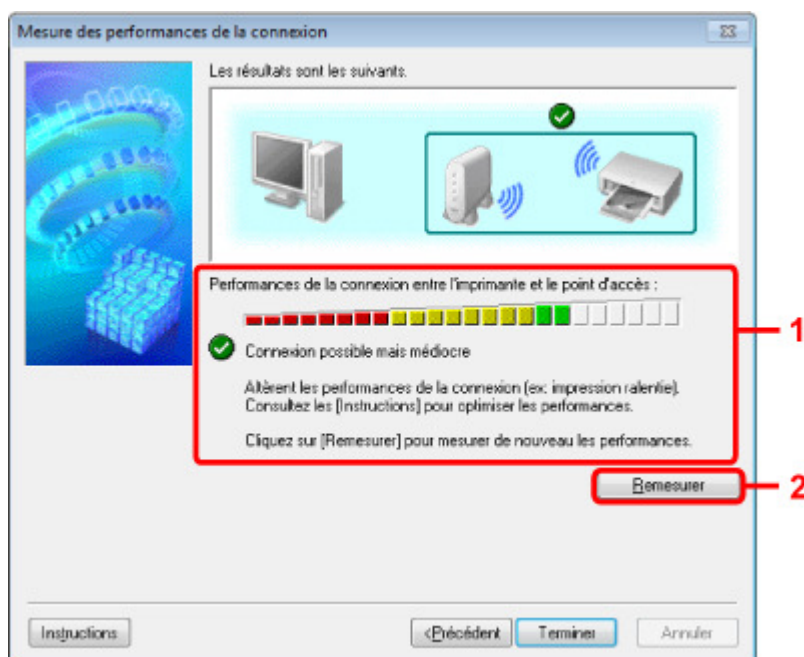 Mesure des performances de la connexion
Les résultats sont les suivants.
Performances de la connexion entre l'imprimante et le point d'accès :
1
Connexion possible mais médiocre
Altèrent les performances de la connexion (ex: impression ralentie).
Consultez les [Instructions] pour optimiser les performances.
Cliquez sur [Remesurer] pour mesurer de nouveau les performances.
Remesurer
2
Instructions
<Précédent
Terminer
Annuler